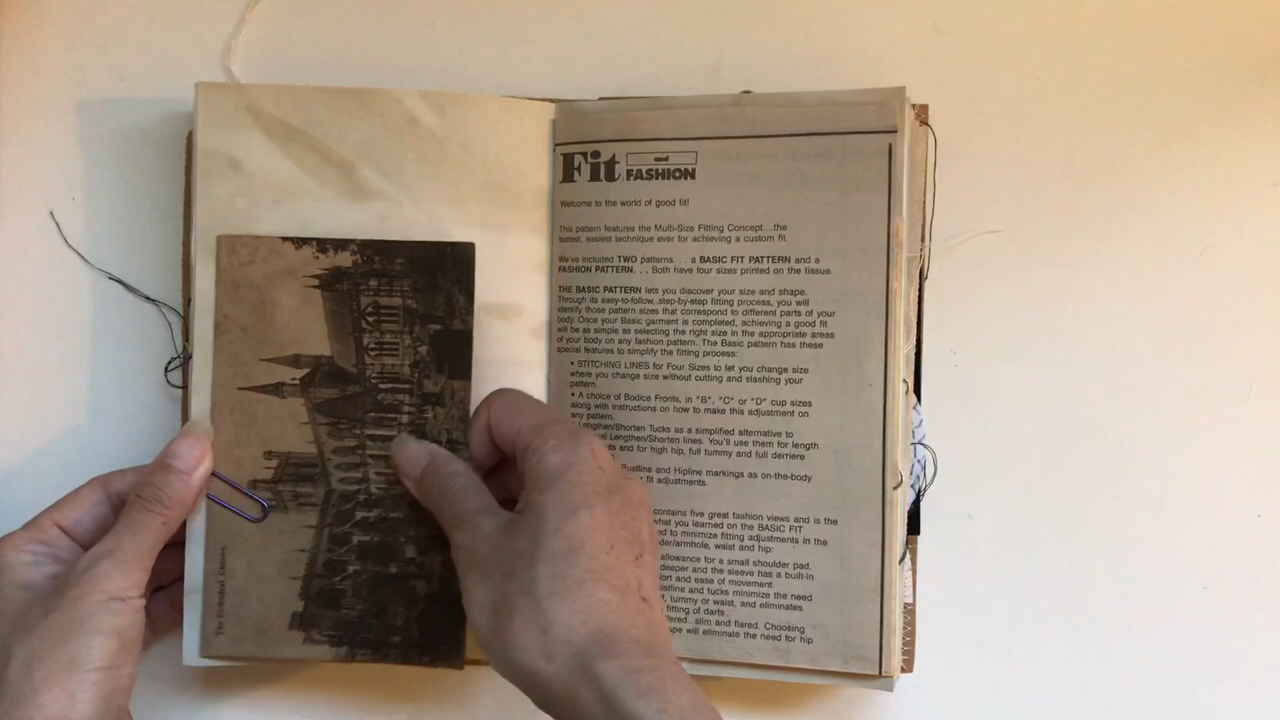 The Cathedral, Chester.
Fit and FASHION
Welcome to the world of good fit!
This pattern features the Multi-Size Fitting Concept....the
fastest, easiest technique ever for achieving a custom fit.
We've included TWO patterns. . . a BASIC FIT PATTERN and a
FASHION PATTERN. . . Both have four sizes printed on the tissue.
THE BASIC PATTERN lets you discover your size and shape.
Through its easy-to-follow, step-by-step fitting process, you will
identify those pattern sizes that correspond to different parts of your
body. Once your Basic garment is completed, achieving a good fit
will be as simple as selecting the right size in the appropriate areas
of your body on any fashion pattern. The Basic pattern has these
special features to simplify the fitting process:
• STITCHING LINES for Four Sizes to let you change size
where you change size without cutting and slashing your
pattern.
• A choice of Bodice Fronts, in "B", "C" or "D" cup sizes
along with instructions on how to make this adjustment on
any pattern.
Lengthen/Shorten Tucks as a simplified alternative to
ial Lengthen/Shorten lines. You'll use them for length
nts and for high hip, full tummy and full derriere
Bustline and Hipline markings as on-the-body
fit adjustments.
contains five great fashion views and is the
what you learned on the BASIC FIT
ed to minimize fitting adjustments in the
der/armhole, waist and hip:
allowance for a small shoulder pad.
deeper and the sleeve has a built-in
fort and ease of movement.
istline and tucks minimize the need
f, tummy or waist, and eliminates
fitting of darts.
fered...slim and flared. Choosing
ape will eliminate the need for hip